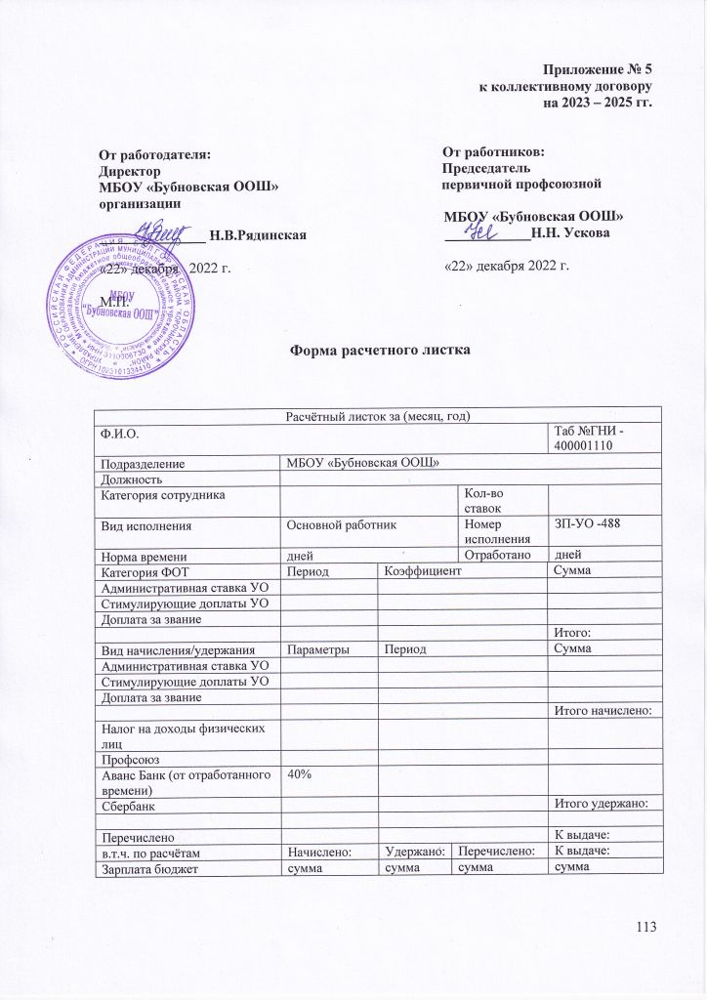 Приложение № 5
к коллективному договору
на 2023 – 2025 гг.
От работодателя:
Директор
МБОУ «Бубновская ООШ»
организации
Н.В.Рядинская
«22» декабря 2022 г.
М.П.
От работников:
Председатель
первичной профсоюзной
МБОУ «Бубновская ООШ»
Н.Н. Ускова
«22» декабря 2022 г.
МБОУ
"Бубновская ООШ"
Форма расчетного листка
Расчётный листок за (месяц, год)
Ф.И.О. Таб №ГНИ -
400001110
Подразделение МБОУ «Бубновская ООЩ»
Должность
Категория сотрудника Кол-во
ставок
Вид исполнения Основной работник Номер ЗП-УО -488
исполнения
Норма времени дней Отработано дней
Категория ФОТ Период Коэффициент Сумма
Административная ставка УО
Стимулирующие доплаты УО
Доплата за звание
Итого:
Вид начисления/удержания Параметры Период Сумма
Административная ставка УО
Стимулирующие доплаты УО
Доплата за звание
Итого начислено:
Налог на доходы физических
лиц
Профсоюз
Аванс Банк (от отработанного 40%
времени)
Сбербанк Итого удержано:
Перечислено К выдаче:
в.т.ч. по расчётам Начислено: Удержано: Перечислено: К выдаче:
Зарплата бюджет сумма сумма сумма сумма
113